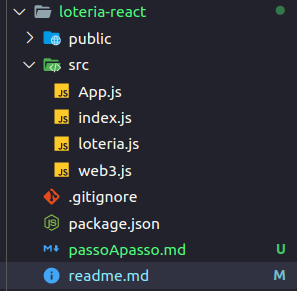 loteria-react
public
src
JS App.js
JS index.js
JS loteria.js
JS web3.js
.gitignore
JS package.json
M passoApasso.md U
i readme.md M